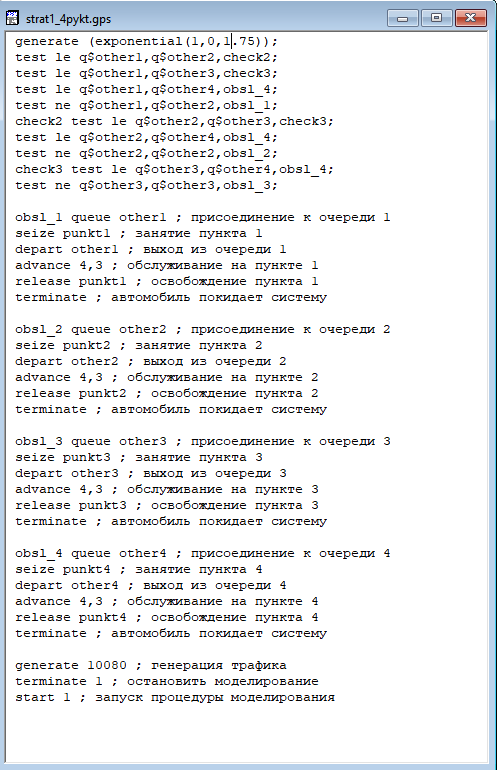 strat1_4pykt.gps
generate (exponential(1,0,1.75));
test le q$other1,q$other2,check2;
test le q$other1,q$other3,check3;
test le q$other1,q$other4,obsl_4;
test ne q$other1,q$other2,obsl_1;
check2 test le q$other2,q$other3,check3;
test le q$other2,q$other4,obsl_4;
test ne q$other2,q$other2,obsl_2;
check3 test le q$other3,q$other4,obsl_4;
test ne q$other3,q$other3,obsl_3;
obsl_1 queue other1 ; присоединение к очереди 1
seize punkt1 ; занятие пункта 1
depart other1 ; выход из очереди 1
advance 4,3 ; обслуживание на пункте 1
release punkt1 ; освобождение пункта 1
terminate ; автомобиль покидает систему
obsl_2 queue other2 ; присоединение к очереди 2
seize punkt2 ; занятие пункта 2
depart other2 ; выход из очереди 2
advance 4,3 ; обслуживание на пункте 2
release punkt2 ; освобождение пункта 2
terminate ; автомобиль покидает систему
obsl_3 queue other3 ; присоединение к очереди 3
seize punkt3 ; занятие пункта 3
depart other3 ; выход из очереди 3
advance 4,3 ; обслуживание на пункте 3
release punkt3 ; освобождение пункта 3
terminate ; автомобиль покидает систему
obsl_4 queue other4 ; присоединение к очереди 4
seize punkt4 ; занятие пункта 4
depart other4 ; выход из очереди 4
advance 4,3 ; обслуживание на пункте 4
release punkt4 ; освобождение пункта 4
terminate ; автомобиль покидает систему
generate 10080 ; генерация трафика
terminate 1 ; остановить моделирование
start 1 ; запуск процедуры моделирования